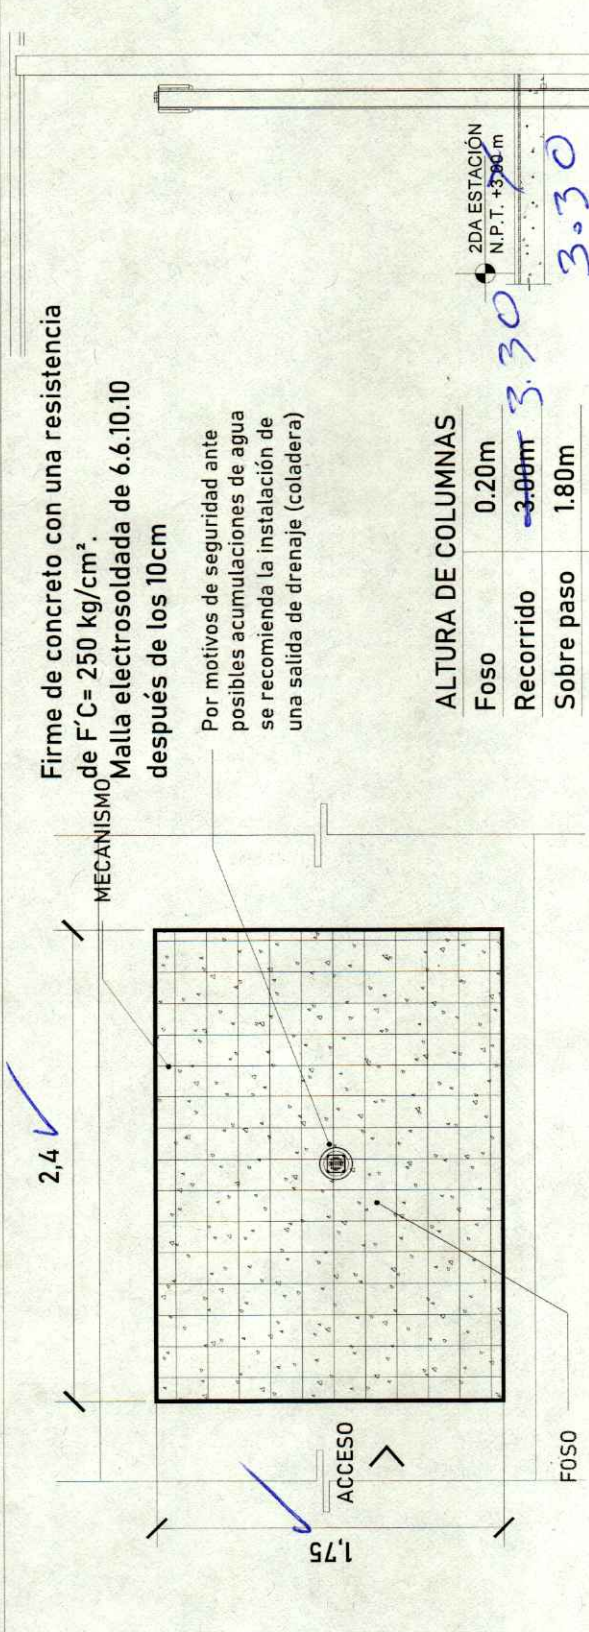 Firme de concreto con una resistencia
de F´C= 250 kg/cm².
Malla electrosoldada de 6.6.10.10
después de los 10cm
MECANISMO
Por motivos de seguridad ante
posibles acumulaciones de agua
se recomienda la instalación de
una salida de drenaje (coladera)
2,4
1,75
ACCESO
FOSO
ALTURA DE COLUMNAS
Foso 0.20m
Recorrido 3.00m 3.30
Sobre paso 1.80m
2DA ESTACIÓN
N.P.T. +3.00 m
3.30